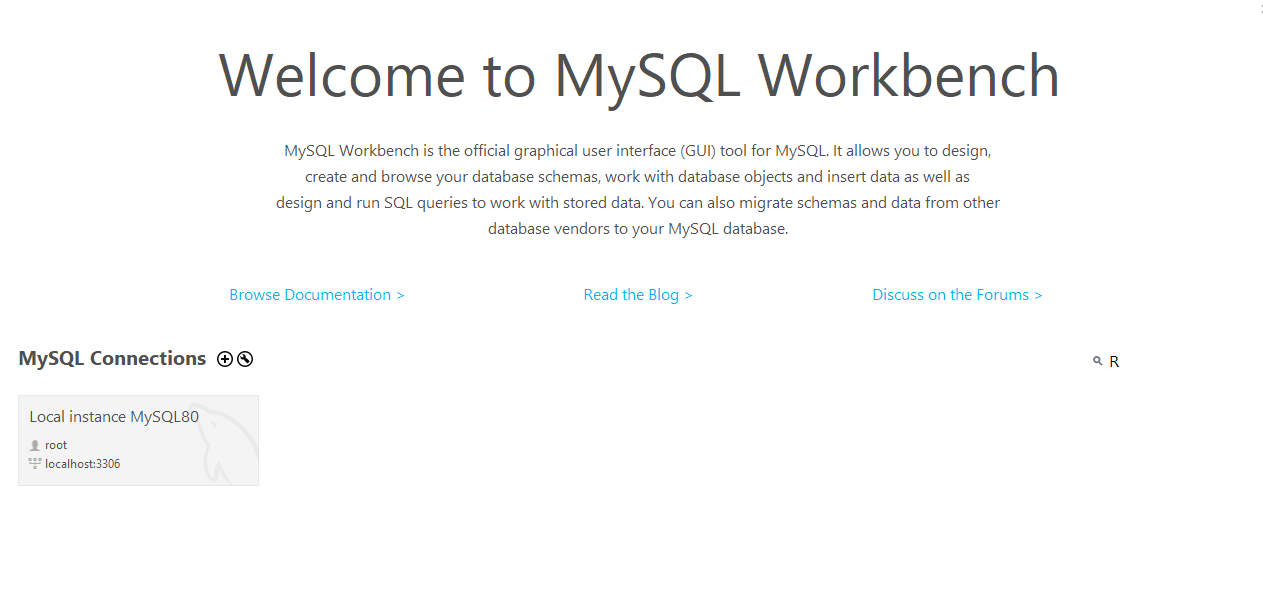 Welcome to MySQL Workbench
MySQL Workbench is the official graphical user interface (GUI) tool for MySQL. It allows you to design,
create and browse your database schemas, work with database objects and insert data as well as
design and run SQL queries to work with stored data. You can also migrate schemas and data from other
database vendors to your MySQL database.
Browse Documentation >
Read the Blog >
Discuss on the Forums >
MySQL Connections
R
Local instance MySQL80
root
localhost:3306